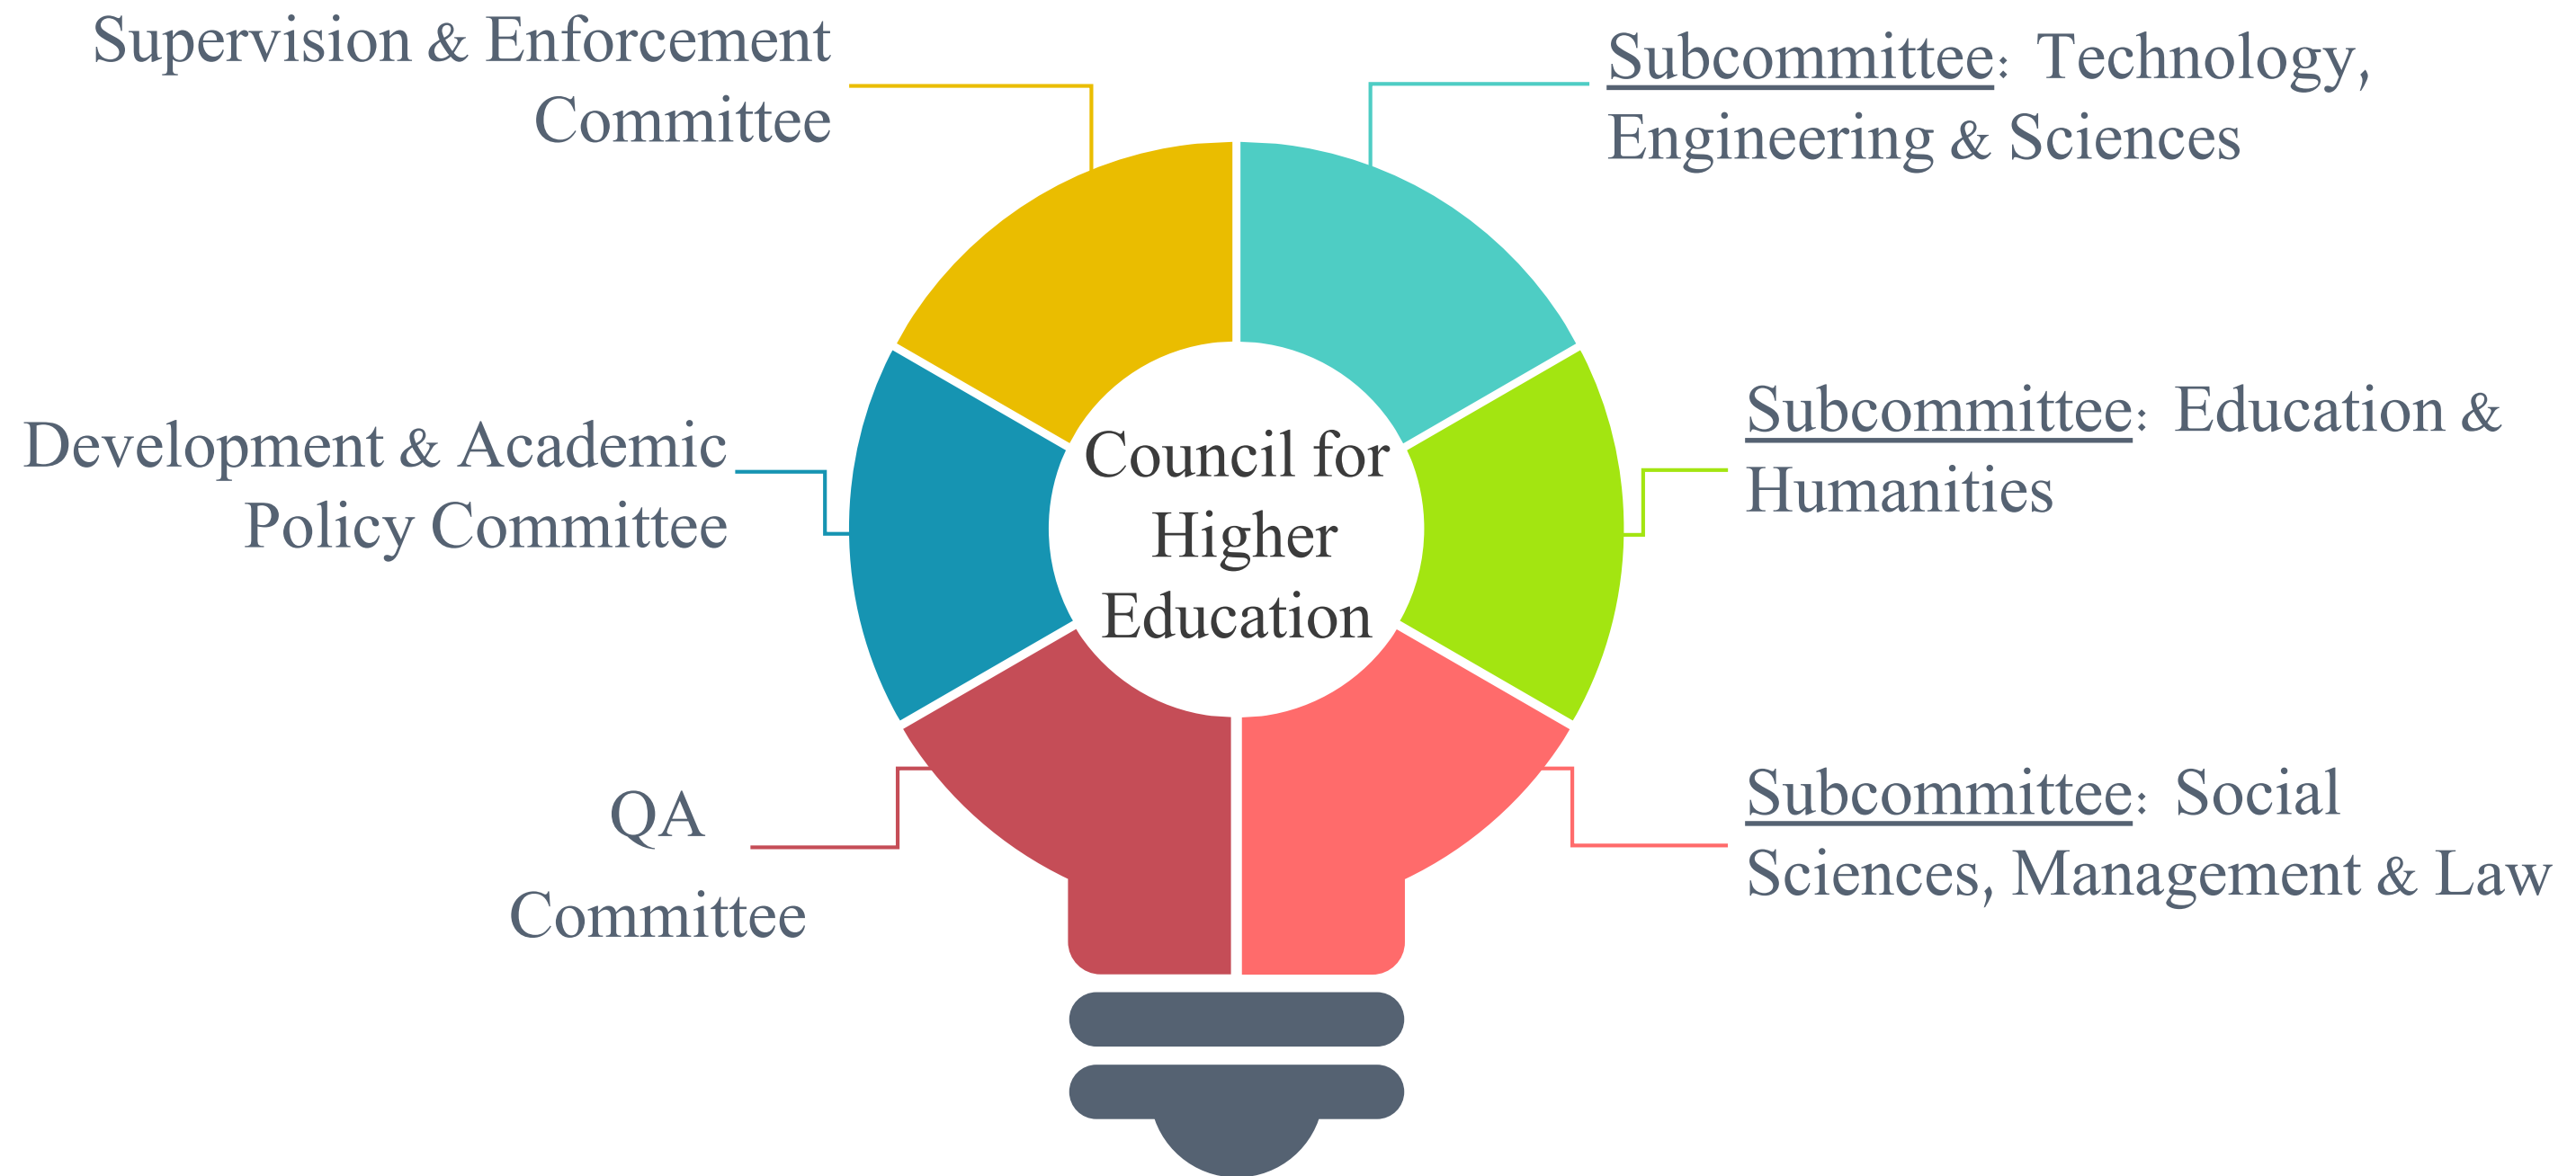 Supervision & Enforcement
Committee
Development & Academic
Policy Committee
QA
Committee
Council for
Higher
Education
Subcommittee: Technology,
Engineering & Sciences
Subcommittee: Education &
Humanities
Subcommittee: Social
Sciences, Management & Law